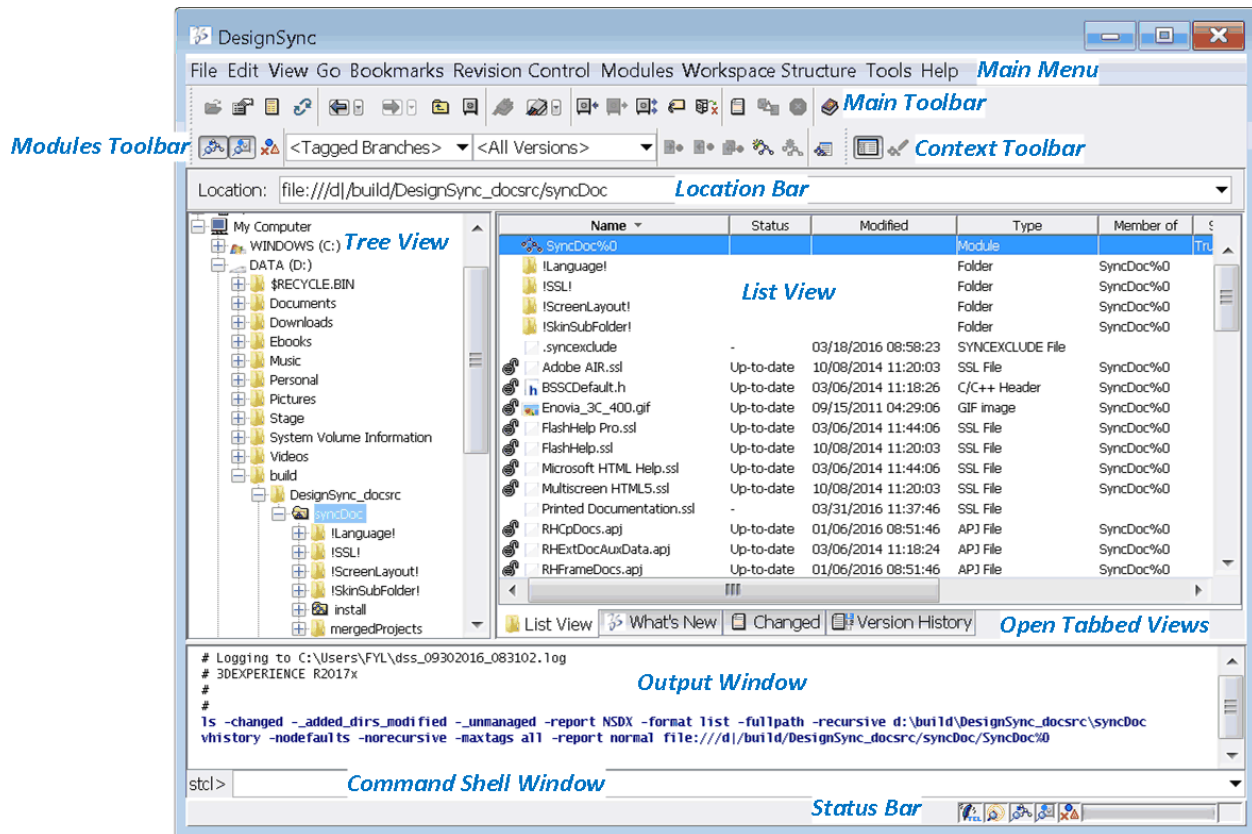 DesignSync
File Edit View Go Bookmarks Revision Control Modules Workspace Structure Tools Help Main Menu
Main Toolbar
Modules Toolbar <Tagged Branches> <All Versions> Context Toolbar
Location: file:///d|/build/DesignSync_docsrc/syncDoc Location Bar
My Computer
WINDOWS (C:) Tree View
DATA (D:)
$RECYCLE.BIN
Documents
Downloads
Ebooks
Music
Personal
Pictures
Stage
System Volume Information
Videos
build
DesignSync_docsrc
syncDoc
!Language!
!SSL!
!ScreenLayout!
!SkinSubFolder!
install
mergedProjects
Name Status Modified Type Member of S
SyncDoc%0 Module Tru
!Language! Folder SyncDoc%0
!SSL! Folder SyncDoc%0
List View
!ScreenLayout! Folder SyncDoc%0
!SkinSubFolder! Folder SyncDoc%0
.syncexclude - 03/18/2016 08:58:23 SYNCEXCLUDE File
Adobe AIR.ssl Up-to-date 10/08/2014 11:20:03 SSL File SyncDoc%0
BSSCDefault.h Up-to-date 03/06/2014 11:18:26 C/C++ Header SyncDoc%0
Enovia_3C_400.gif Up-to-date 09/15/2011 04:29:06 GIF image SyncDoc%0
FlashHelp Pro.ssl Up-to-date 03/06/2014 11:44:06 SSL File SyncDoc%0
FlashHelp.ssl Up-to-date 10/08/2014 11:20:03 SSL File SyncDoc%0
Microsoft HTML Help.ssl Up-to-date 03/06/2014 11:44:06 SSL File SyncDoc%0
Multiscreen HTML5.ssl Up-to-date 10/08/2014 11:20:03 SSL File SyncDoc%0
Printed Documentation.ssl - 03/31/2016 11:37:46 SSL File
RHCpDocs.apj Up-to-date 01/06/2016 08:51:46 APJ File SyncDoc%0
RHExtDocAuxData.apj Up-to-date 03/06/2014 11:18:24 APJ File SyncDoc%0
RHFrameDocs.apj Up-to-date 01/06/2016 08:51:46 APJ File SyncDoc%0
List View What's New Changed Version History Open Tabbed Views
# Logging to C:\Users\FYL\dss_09302016_083102.log
# 3DEXPERIENCE R2017x
#
#
Output Window
ls -changed -_added_dirs_modified -_unmanaged -report NSDX -format list -fullpath -recursive d:\build\DesignSync_docsrc\syncDoc
vhistory -nodefaults -norecursive -maxtags all -report normal file:///d|/build/DesignSync_docsrc/syncDoc/SyncDoc%0
stcl> Command Shell Window
Status Bar
TCL